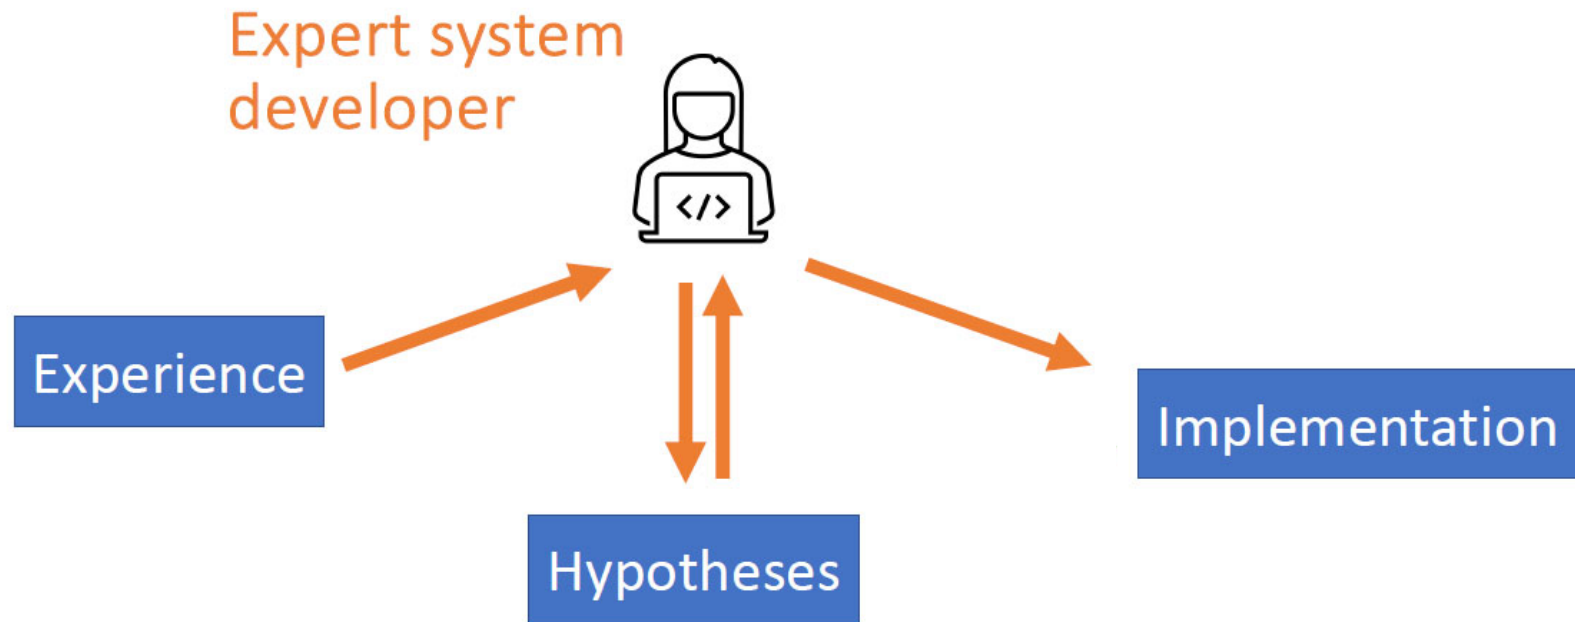 Expert system
developer
</>
Experience
Implementation
Hypotheses